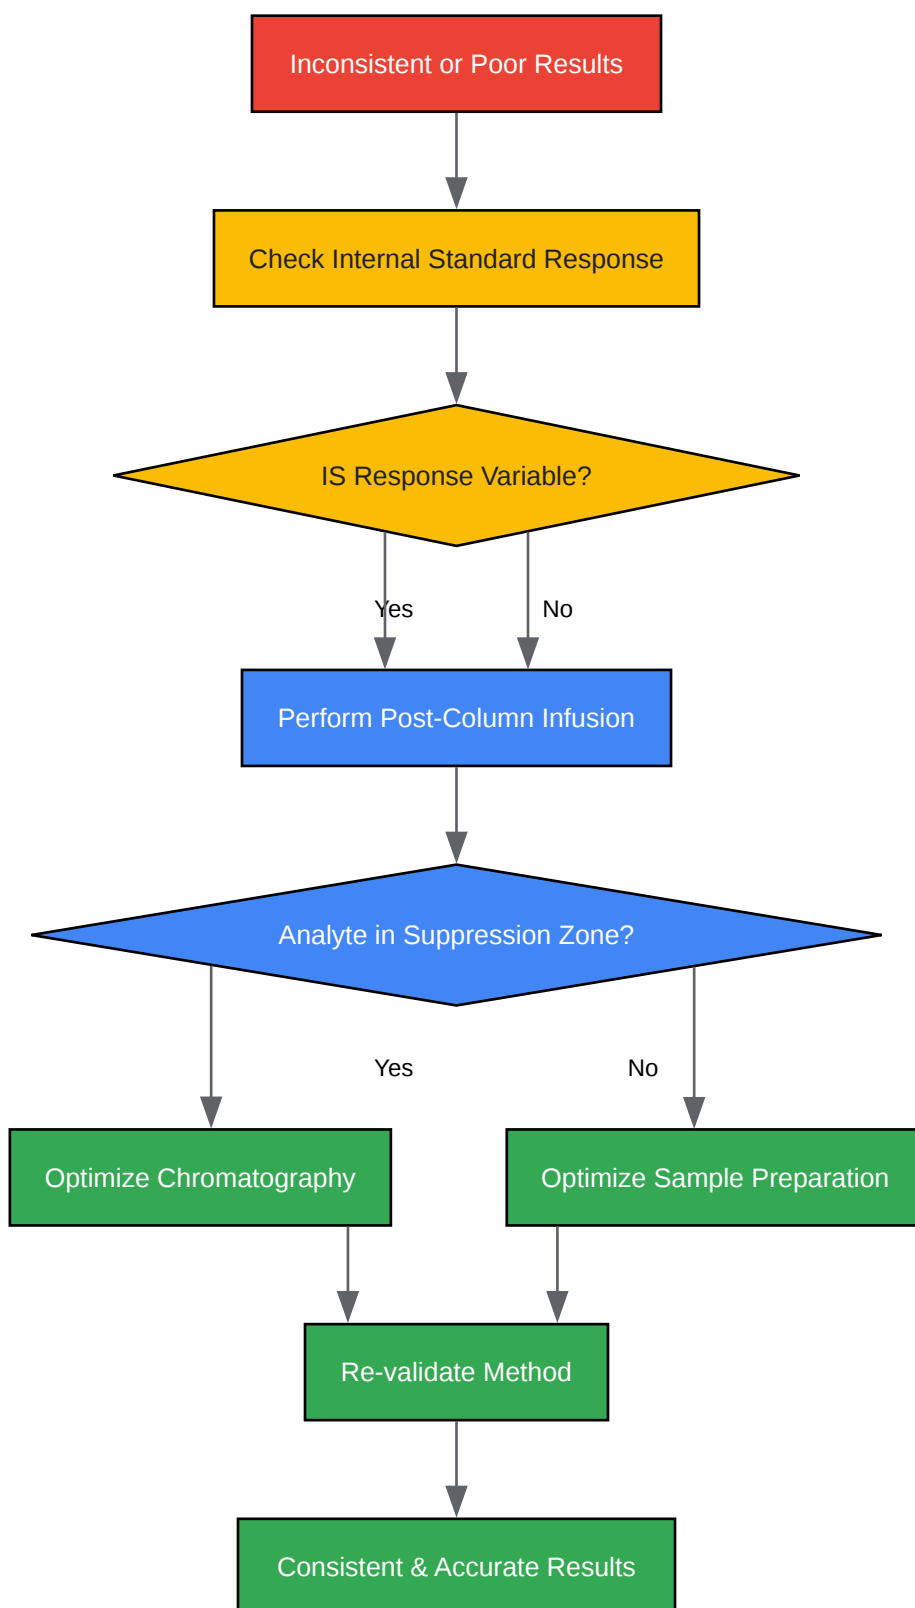 Inconsistent or Poor Results
Check Internal Standard Response
IS Response Variable?
Yes
No
Perform Post-Column Infusion
Analyte in Suppression Zone?
Yes
No
Optimize Chromatography
Optimize Sample Preparation
Re-validate Method
Consistent & Accurate Results